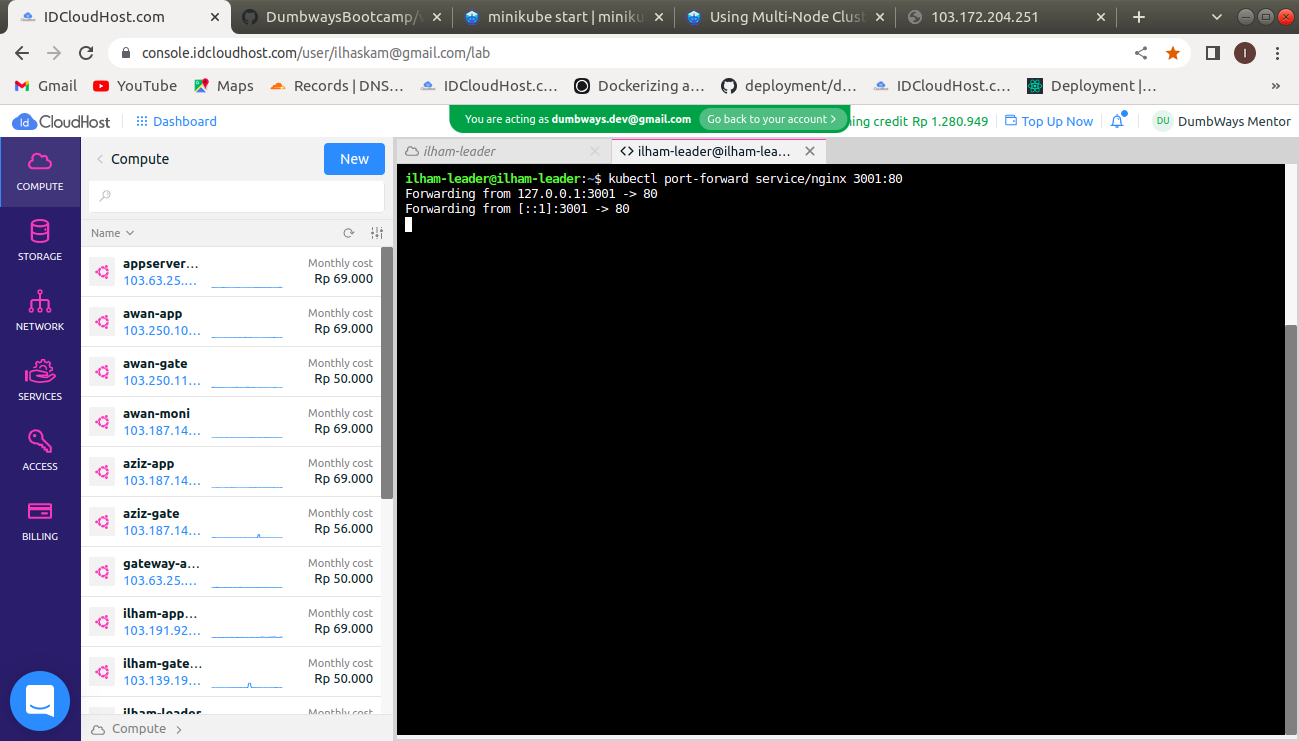 IDCloudHost.com
DumbwaysBootcamp/
minikube start | minik
Using Multi-Node Clust
103.172.204.251
console.idcloudhost.com/user/ilhaskam@gmail.com/lab
I
Gmail
YouTube
Maps
Records | DNS...
IDCloudHost.c...
Dockerizing a...
deployment/d...
IDCloudHost.c...
Deployment |...
»
Id CloudHost
Dashboard
You are acting as dumbways.dev@gmail.com
Go back to your account >
ing credit Rp 1.280.949
Top Up Now
DU
DumbWays Mentor
COMPUTE
STORAGE
NETWORK
SERVICES
ACCESS
BILLING
Compute
New
Name
appserver...
103.63.25....
Monthly cost
Rp 69.000
awan-app
103.250.10...
Monthly cost
Rp 69.000
awan-gate
103.250.11...
Monthly cost
Rp 50.000
awan-moni
103.187.14...
Monthly cost
Rp 69.000
aziz-app
103.187.14...
Monthly cost
Rp 69.000
aziz-gate
103.187.14...
Monthly cost
Rp 56.000
gateway-a...
103.63.25....
Monthly cost
Rp 50.000
ilham-app...
103.191.92...
Monthly cost
Rp 69.000
ilham-gate...
103.139.19...
Monthly cost
Rp 50.000
ilham-leader
Monthly cost
Compute
ilham-leader
ilham-leader@ilham-lea...
ilham-leader@ilham-leader:~$ kubectl port-forward service/nginx 3001:80
Forwarding from 127.0.0.1:3001 -> 80
Forwarding from [::1]:3001 -> 80